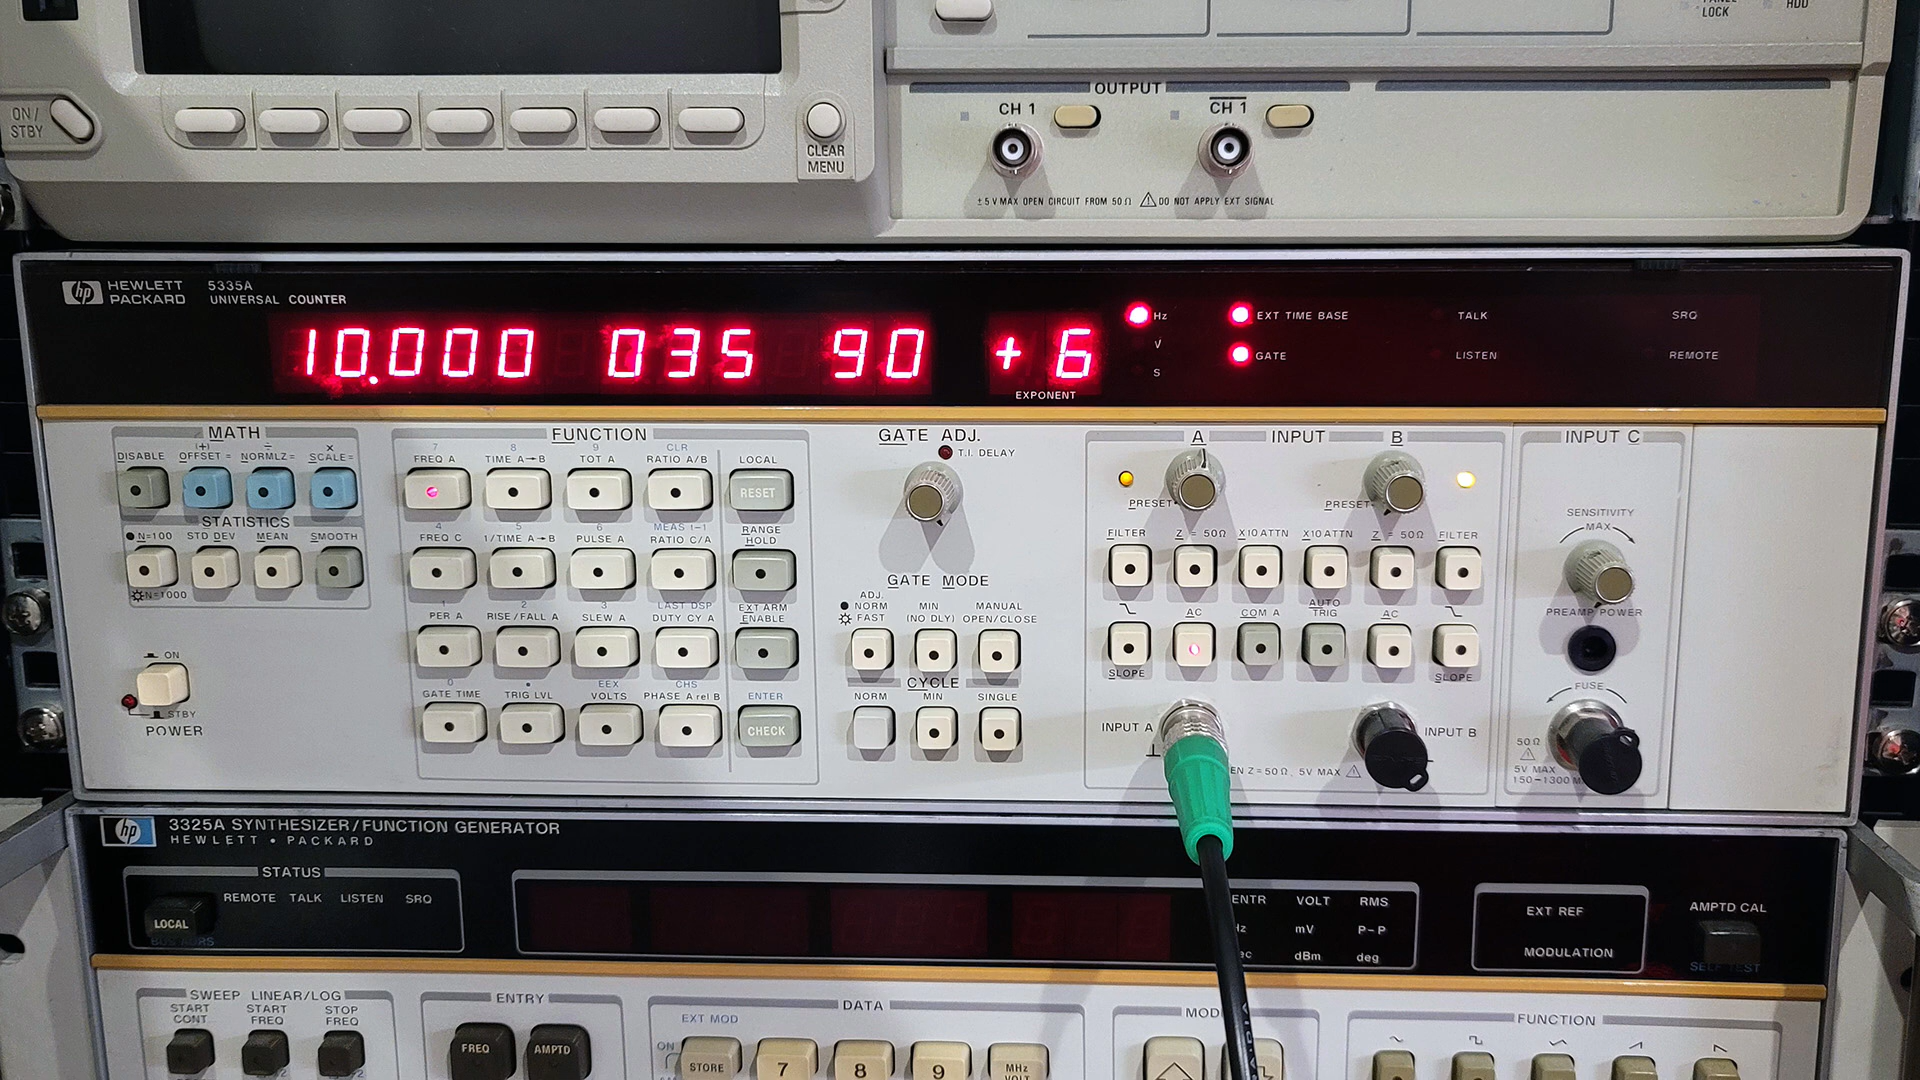 LOCK
HDD
ON/
STBY
CLEAR
MENU
OUTPUT
CH 1
CH 1
± 5 V MAX OPEN CIRCUIT FROM 50 Ω ⚠ DO NOT APPLY EXT SIGNAL
hp HEWLETT
PACKARD
5335A
UNIVERSAL COUNTER
10.000 035 90 +6
EXPONENT
Hz
V
S
EXT TIME BASE
GATE
TALK
LISTEN
SRQ
REMOTE
MATH
(+) ÷ ×
DISABLE OFFSET = NORMLZ = SCALE =
STATISTICS
N=100 STD DEV MEAN SMOOTH
N=1000
ON
STBY
POWER
FUNCTION
7 8 9 CLR
FREQ A TIME A→B TOT A RATIO A/B LOCAL
RESET
4 5 6 MEAS 1-1
FREQ C 1/TIME A→B PULSE A RATIO C/A RANGE
HOLD
1 2 3 LAST DSP
PER A RISE/FALL A SLEW A DUTY CY A EXT ARM
ENABLE
0 • EEX CHS
GATE TIME TRIG LVL VOLTS PHASE A rel B ENTER
CHECK
GATE ADJ.
T.I. DELAY
GATE MODE
ADJ.
NORM
FAST
MIN
(NO DLY)
MANUAL
OPEN/CLOSE
CYCLE
NORM MIN SINGLE
A INPUT B
PRESET PRESET
FILTER Z = 50Ω X10 ATTN X10 ATTN Z = 50Ω FILTER
AC COM A AUTO
TRIG AC
SLOPE SLOPE
INPUT A
INPUT B
EN Z=50 Ω, 5V MAX ⚠
INPUT C
SENSITIVITY
MAX
PREAMP POWER
FUSE
50 Ω
⚠
5V MAX
150-1300 M
hp 3325A SYNTHESIZER/FUNCTION GENERATOR
HEWLETT • PACKARD
STATUS
REMOTE TALK LISTEN SRQ
LOCAL
BUS ADRS
ENTR VOLT RMS
Hz mV P-P
ec dBm deg
EXT REF
MODULATION
AMPTD CAL
SELF TEST
SWEEP LINEAR/LOG
START
CONT
START
FREQ
STOP
FREQ
ENTRY
FREQ AMPTD
DATA
EXT MOD
ON
STORE 7 8 9 MHz
VOLT
MOD
FUNCTION